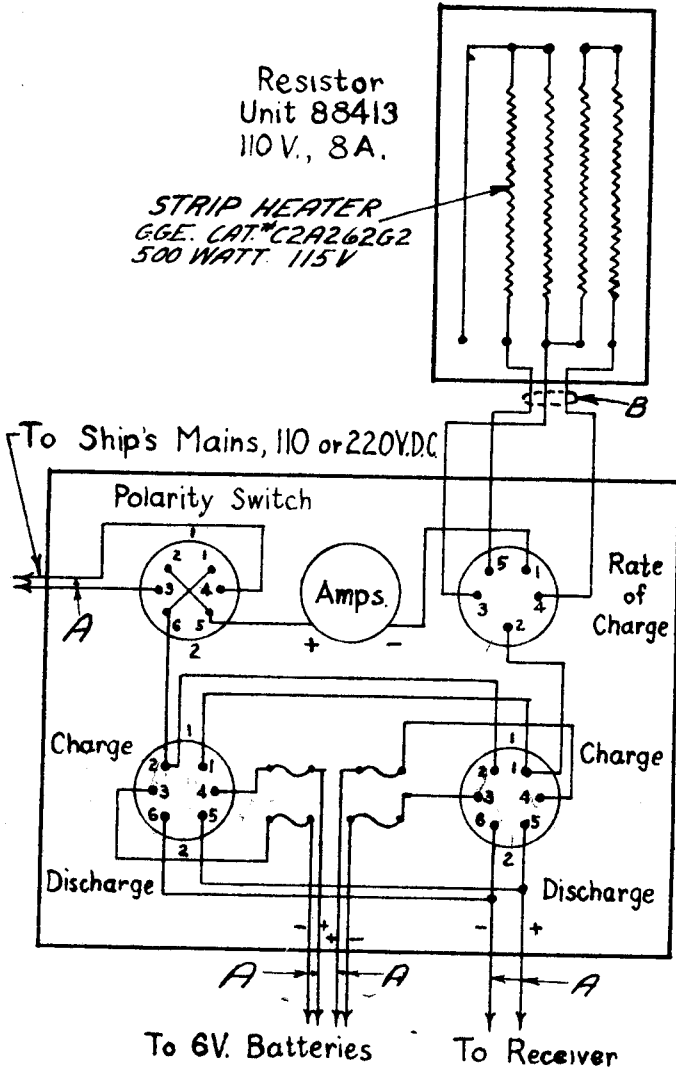 Resistor
Unit 88413
110 V., 8A.
STRIP HEATER
G.GE. CAT.#C2A262G2
500 WATT. 115V
B
To Ship's Mains, 110 or 220V.D.C.
Polarity Switch
1
2 1
3 4
6 5
2
A
Amps.
+ -
5 1
3 4
2
Rate
of
Charge
Charge
1
2 1
3 4
6 5
2
Discharge
Charge
1
2 1
3 4
6 5
2
Discharge
- + + -
- +
A A A
To 6V. Batteries
To Receiver